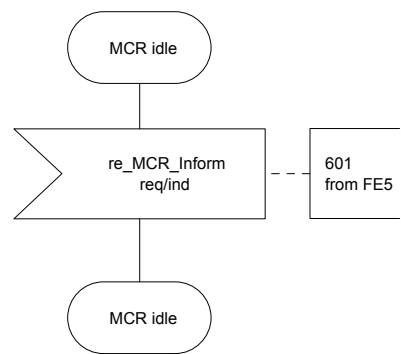 MCR idle
re_MCR_Inform
req/ind
601
from FE5
MCR idle